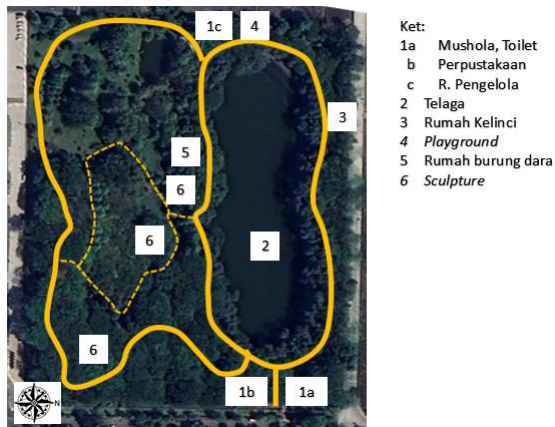 1c 4
3
5
6
6
2
6
1b 1a
N
Ket:
1a Mushola, Toilet
b Perpustakaan
c R. Pengelola
2 Telaga
3 Rumah Kelinci
4 Playground
5 Rumah burung dara
6 Sculpture